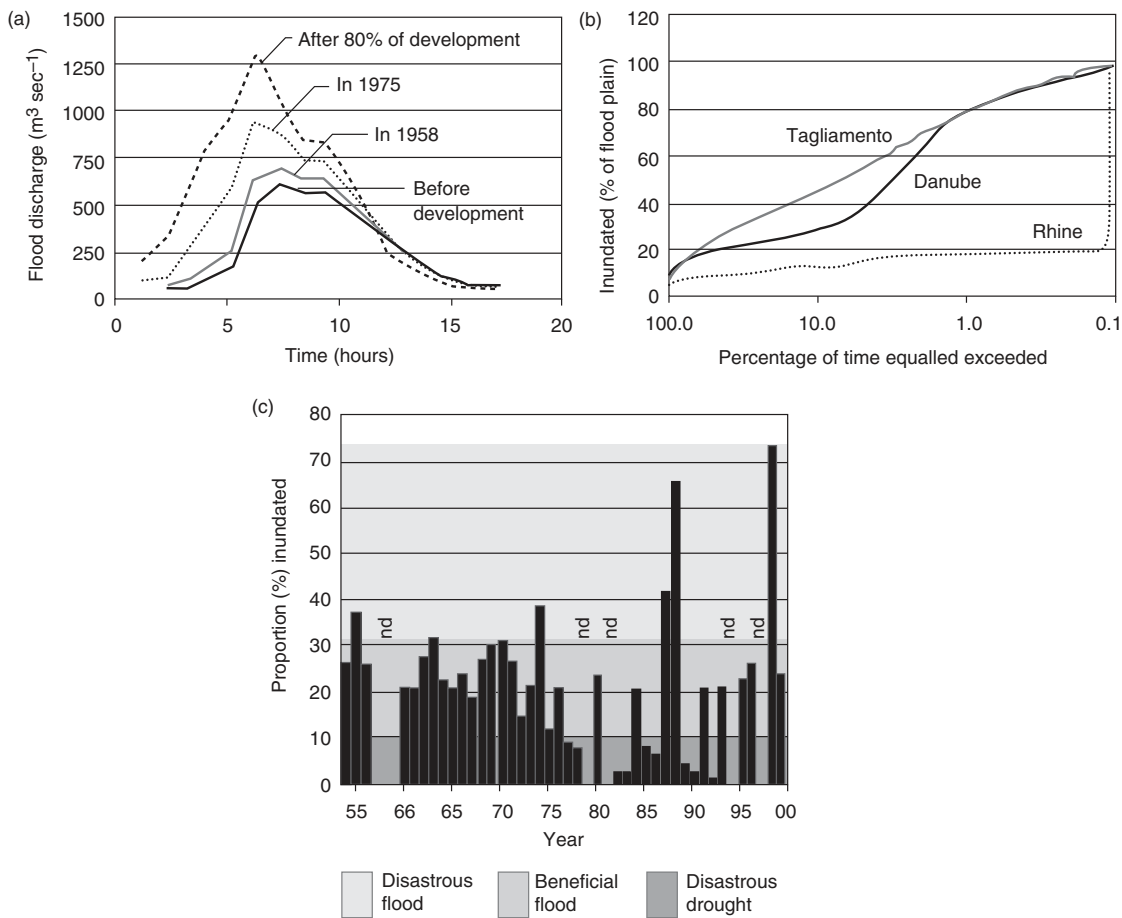 (a)
1500
1250
1000
750
500
250
0
Flood discharge (m³ sec⁻¹)
After 80% of development
In 1975
In 1958
Before
development
0 5 10 15 20
Time (hours)
(b)
120
100
80
60
40
20
0
Inundated (% of flood plain)
Tagliamento
Danube
Rhine
100.0 10.0 1.0 0.1
Percentage of time equalled exceeded
(c)
80
70
60
50
40
30
20
10
0
Proportion (%) inundated
nd nd nd nd nd
55 66 65 70 75 80 85 90 95 00
Year
Disastrous
flood
Beneficial
flood
Disastrous
drought